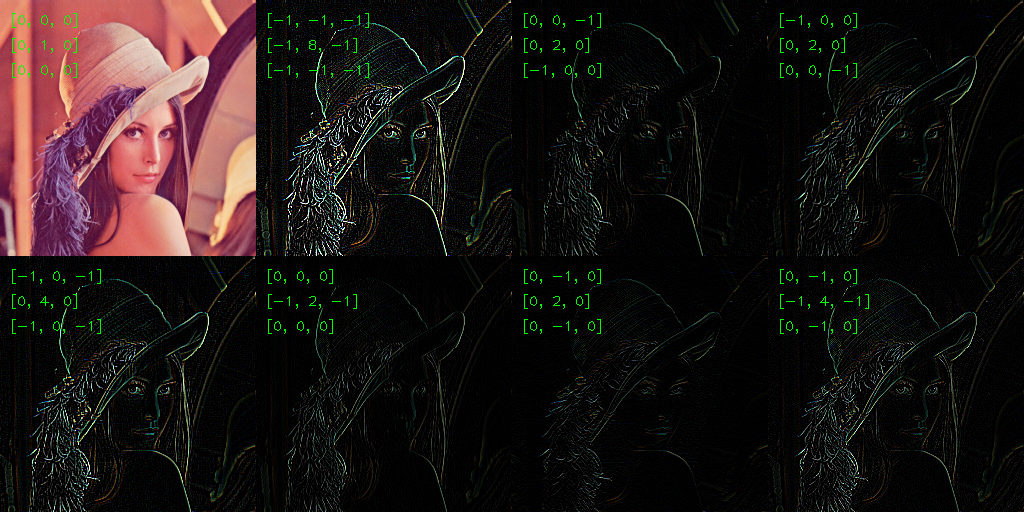 [0, 0, 0]
[0, 1, 0]
[0, 0, 0]
[-1, -1, -1]
[-1, 8, -1]
[-1, -1, -1]
[0, 0, -1]
[0, 2, 0]
[-1, 0, 0]
[-1, 0, 0]
[0, 2, 0]
[0, 0, -1]
[-1, 0, -1]
[0, 4, 0]
[-1, 0, -1]
[0, 0, 0]
[-1, 2, -1]
[0, 0, 0]
[0, -1, 0]
[0, 2, 0]
[0, -1, 0]
[0, -1, 0]
[-1, 4, -1]
[0, -1, 0]